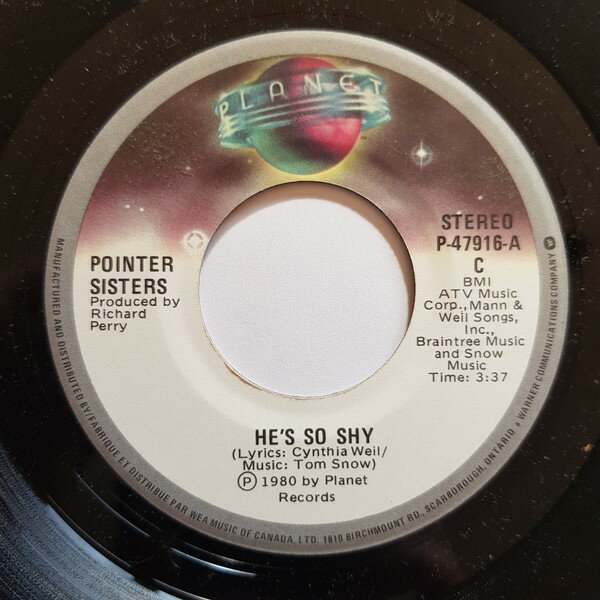 PLANET
STEREO
P-47916-A
C
BMI
ATV Music
Corp., Mann &
Weil Songs,
Inc.,
Braintree Music
and Snow
Music
Time: 3:37
POINTER
SISTERS
Produced by
Richard
Perry
HE'S SO SHY
(Lyrics: Cynthia Weil/
Music: Tom Snow)
Ⓟ 1980 by Planet
Records
MANUFACTURED AND DISTRIBUTED BY/FABRIQUE ET DISTRIBUE PAR WEA MUSIC OF CANADA, LTD. 1810 BIRCHMOUNT RD., SCARBOROUGH, ONTARIO A WARNER COMMUNICATIONS COMPANY